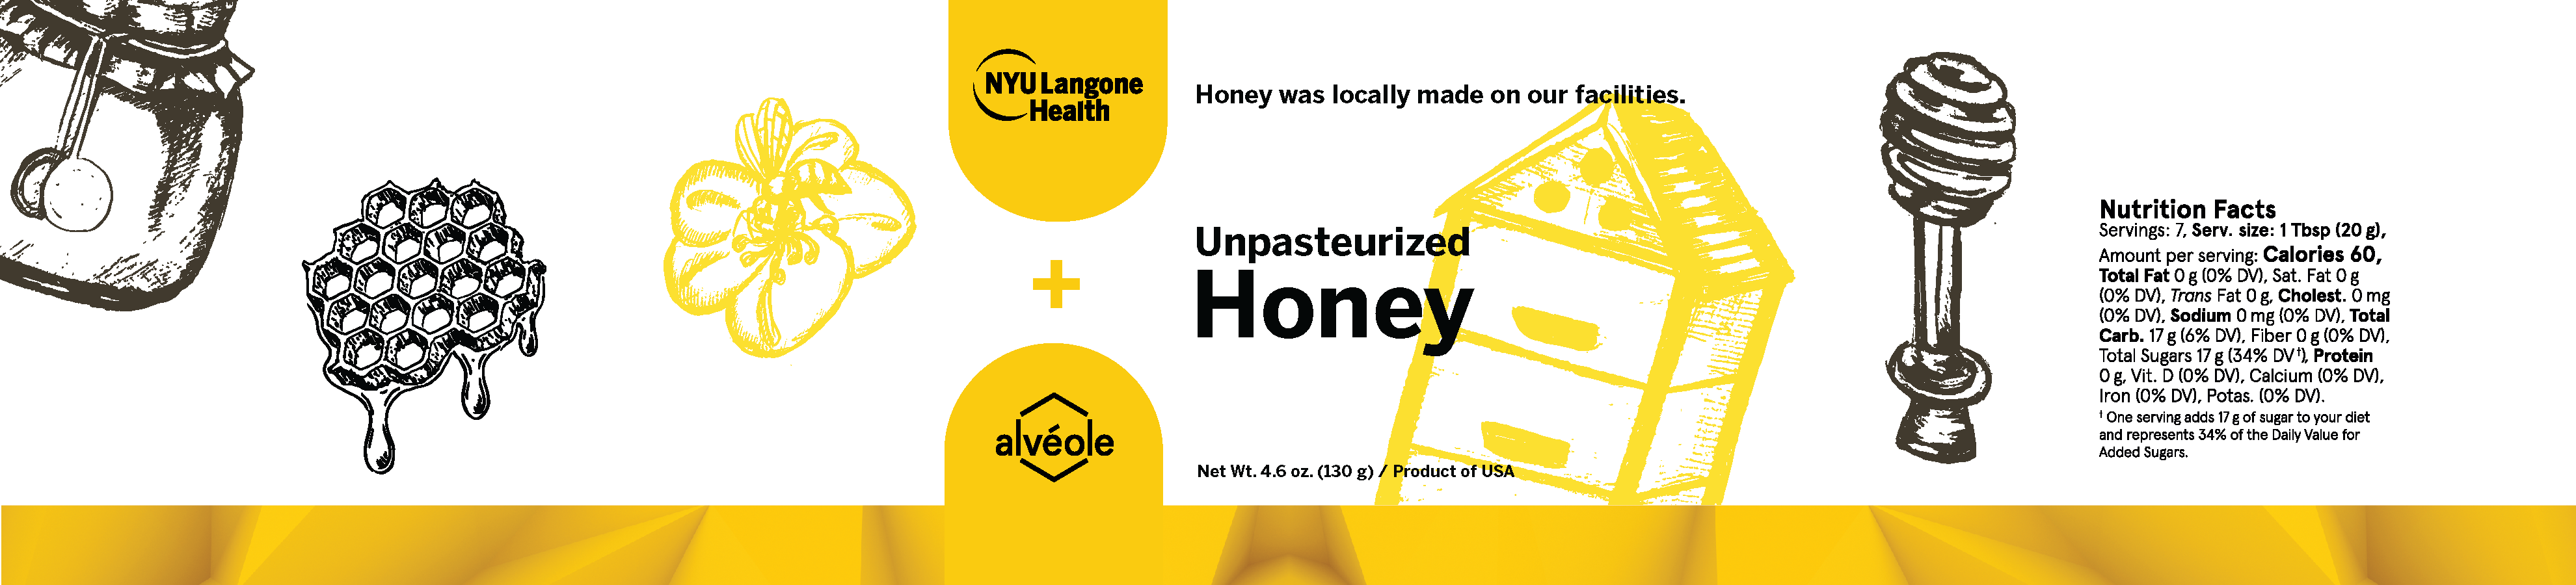 NYU Langone
Health
+
alvéole
Honey was locally made on our facilities.
Unpasteurized
Honey
Net Wt. 4.6 oz. (130 g) / Product of USA
Nutrition Facts
Servings: 7, Serv. size: 1 Tbsp (20 g),
Amount per serving: Calories 60,
Total Fat 0 g (0% DV), Sat. Fat 0 g
(0% DV), Trans Fat 0 g, Cholest. 0 mg
(0% DV), Sodium 0 mg (0% DV), Total
Carb. 17 g (6% DV), Fiber 0 g (0% DV),
Total Sugars 17 g (34% DV†), Protein
0 g, Vit. D (0% DV), Calcium (0% DV),
Iron (0% DV), Potas. (0% DV).
† One serving adds 17 g of sugar to your diet
and represents 34% of the Daily Value for
Added Sugars.